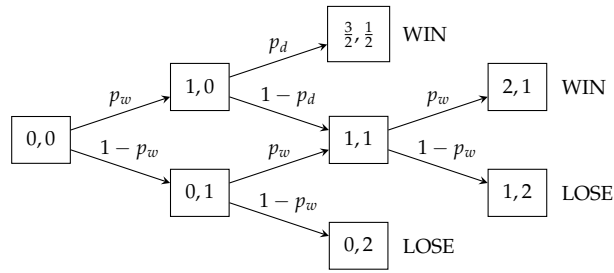 3/2, 1/2 WIN
p_d
1, 0
2, 1 WIN
p_w
1 − p_d
p_w
0, 0
1, 1
1 − p_w
p_w
1 − p_w
0, 1
1, 2 LOSE
1 − p_w
0, 2 LOSE